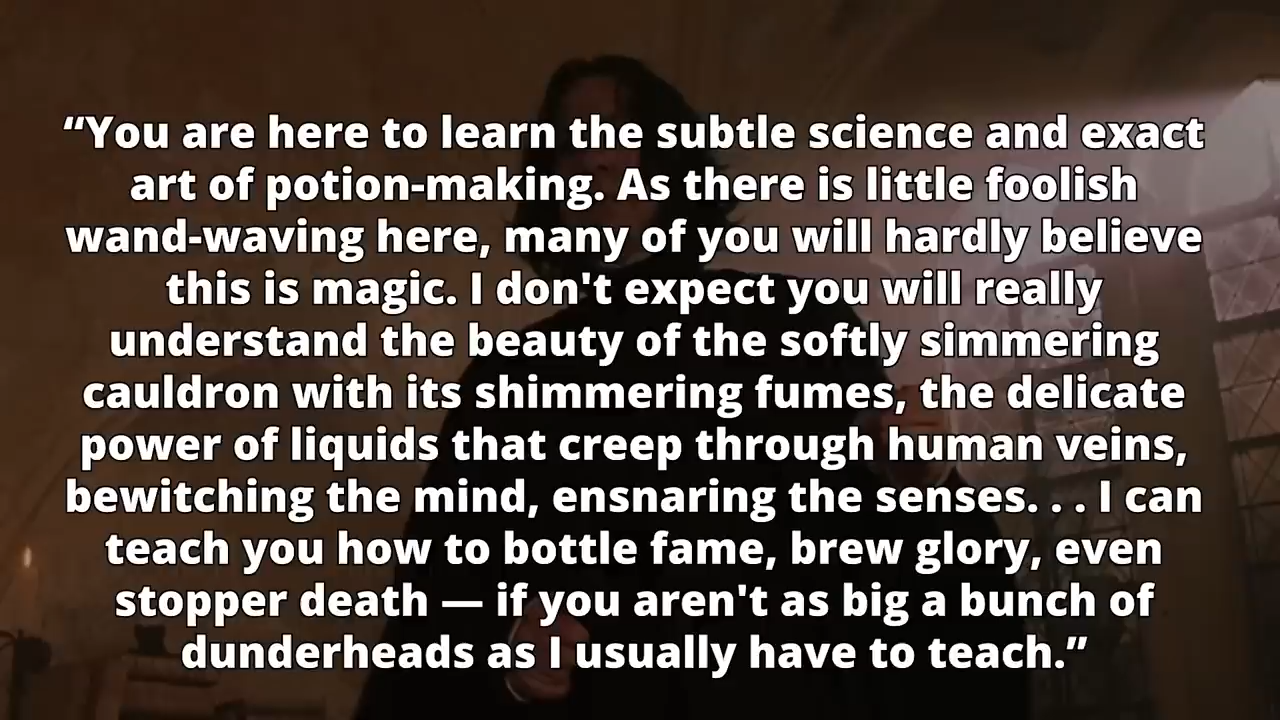 “You are here to learn the subtle science and exact
art of potion-making. As there is little foolish
wand-waving here, many of you will hardly believe
this is magic. I don't expect you will really
understand the beauty of the softly simmering
cauldron with its shimmering fumes, the delicate
power of liquids that creep through human veins,
bewitching the mind, ensnaring the senses. . . I can
teach you how to bottle fame, brew glory, even
stopper death — if you aren't as big a bunch of
dunderheads as I usually have to teach.”